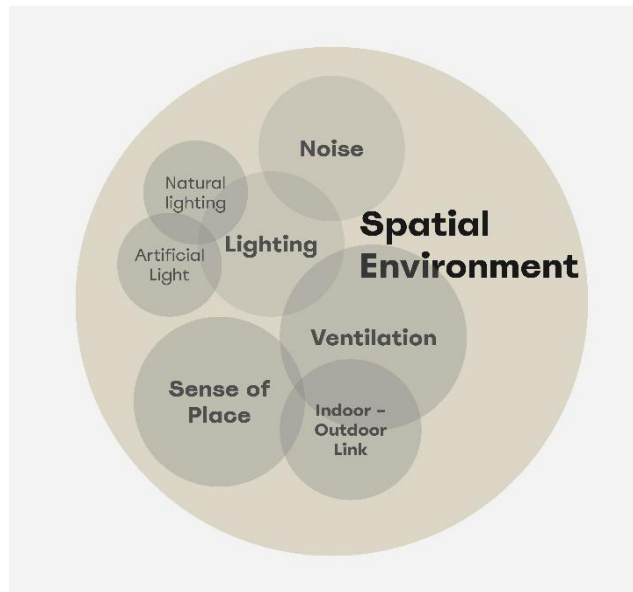 Noise
Natural
lighting
Spatial
Environment
Lighting
Artificial
Light
Ventilation
Sense of
Place
Indoor –
Outdoor
Link